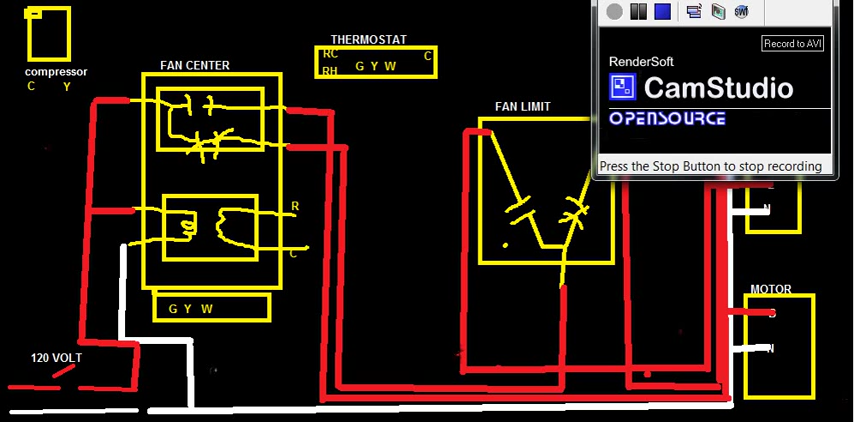 Record to AVI
RenderSoft
CamStudio
OPENSOURCE
Press the Stop Button to stop recording
compressor
C Y
FAN CENTER
THERMOSTAT
RC
C
RH
G Y W
FAN LIMIT
R
C
N
G Y W
MOTOR
N
120 VOLT